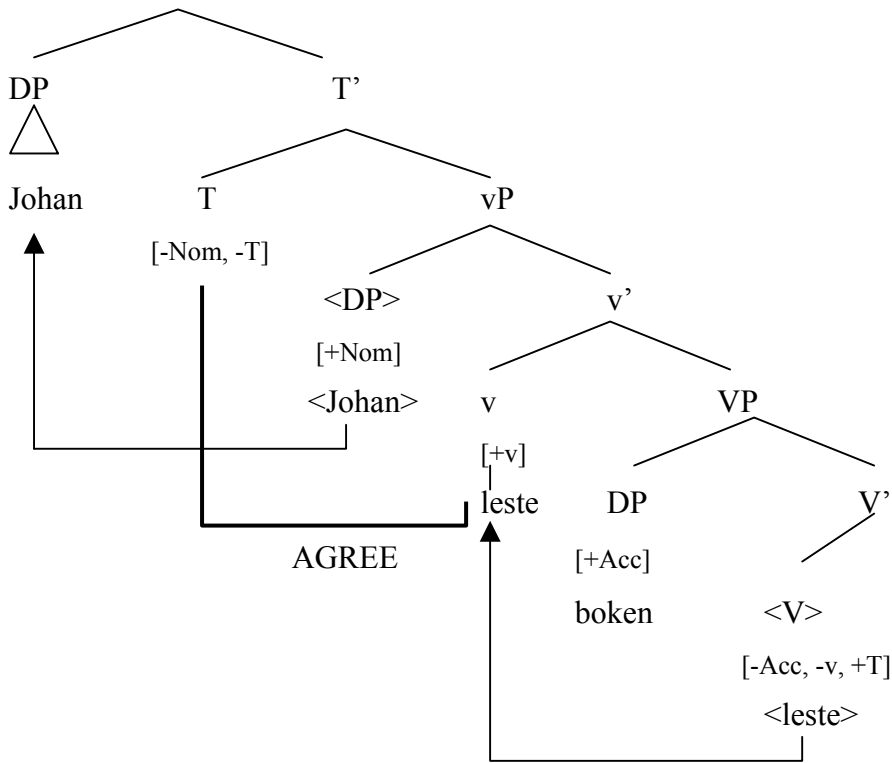 DP T’
Johan T vP
[-Nom, -T]
<DP> v’
[+Nom]
<Johan> v VP
[+v]
leste DP V’
AGREE
[+Acc]
boken <V>
[-Acc, -v, +T]
<leste>